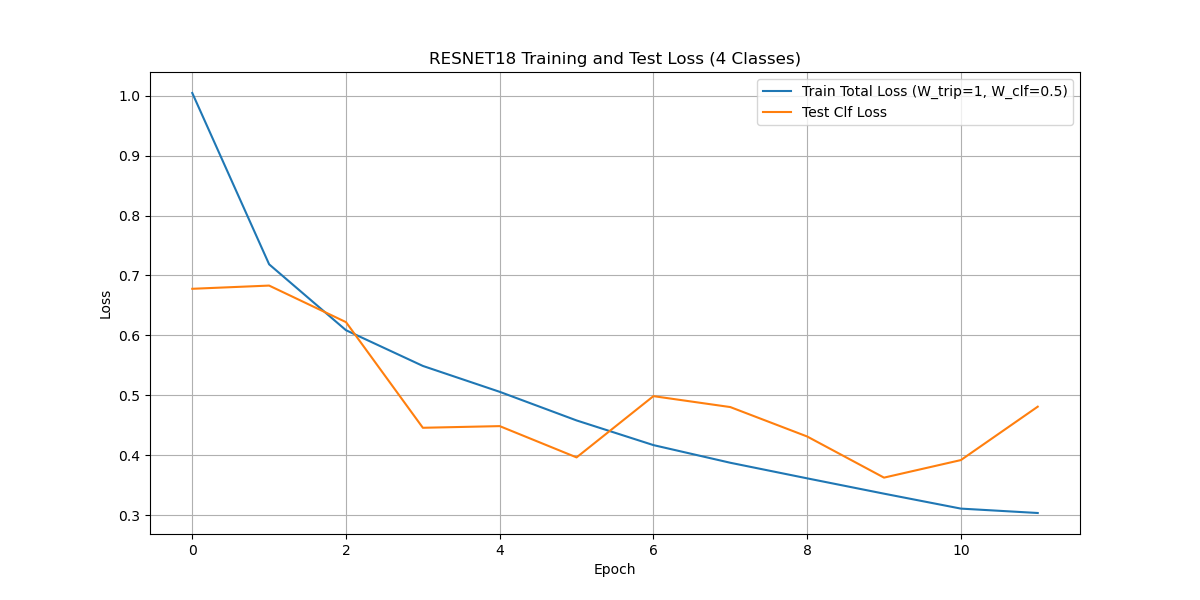 RESNET18 Training and Test Loss (4 Classes)
Train Total Loss (W_trip=1, W_clf=0.5)
Test Clf Loss
Loss
1.0
0.9
0.8
0.7
0.6
0.5
0.4
0.3
0 2 4 6 8 10
Epoch